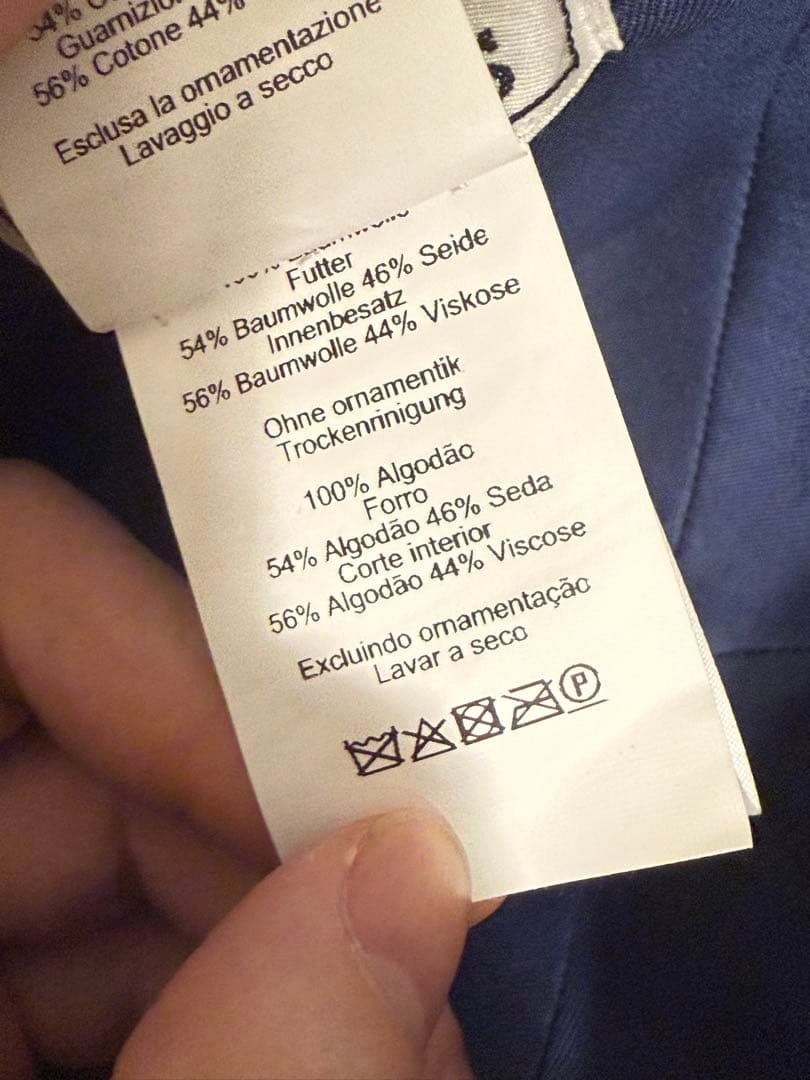 Guarnizio
56% Cotone 44%
Esclusa la ornamentazione
Lavaggio a secco
Futter
54% Baumwolle 46% Seide
Innenbesatz
56% Baumwolle 44% Viskose
Ohne ornamentik
Trockenrinigung
100% Algodão
Forro
54% Algodão 46% Seda
Corte interior
56% Algodão 44% Viscose
Excluindo ornamentação
Lavar a seco
P